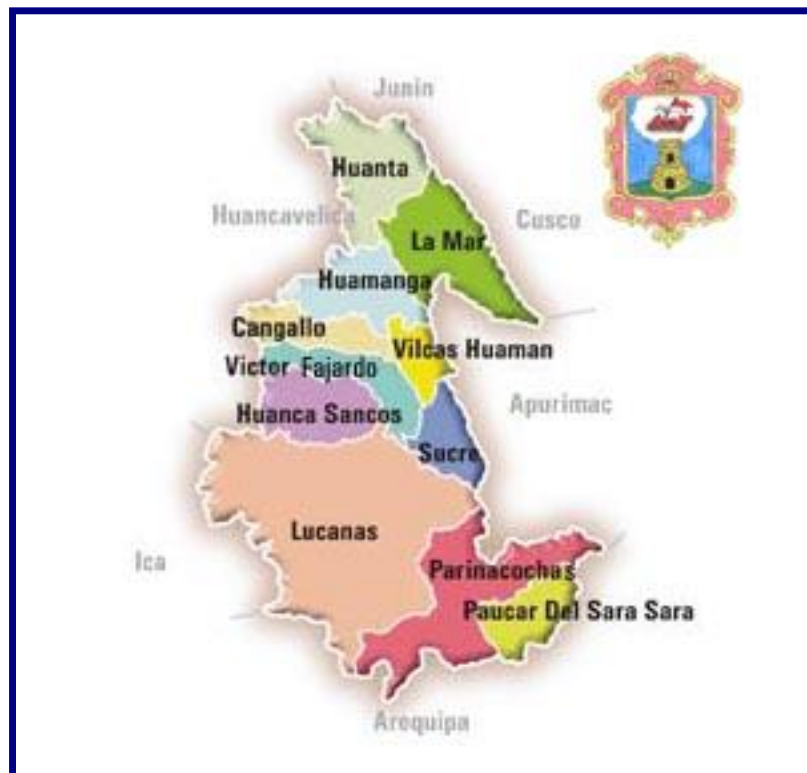 Junin
Huanta
Huancavelica
Cusco
La Mar
Huamanga
Cangallo
Vilcas Huaman
Victor Fajardo
Apurimac
Huanca Sancos
Sucre
Lucanas
Ica
Parinacochas
Paucar Del Sara Sara
Arequipa